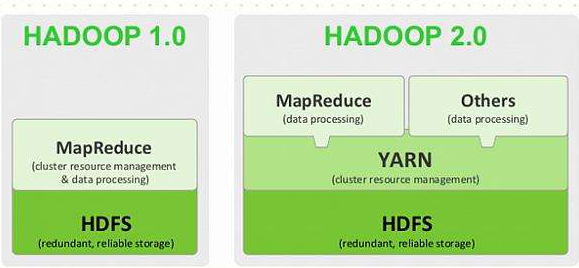 HADOOP 1.0
MapReduce
(cluster resource management
& data processing)
HDFS
(redundant, reliable storage)
HADOOP 2.0
MapReduce
(data processing)
Others
(data processing)
YARN
(cluster resource management)
HDFS
(redundant, reliable storage)